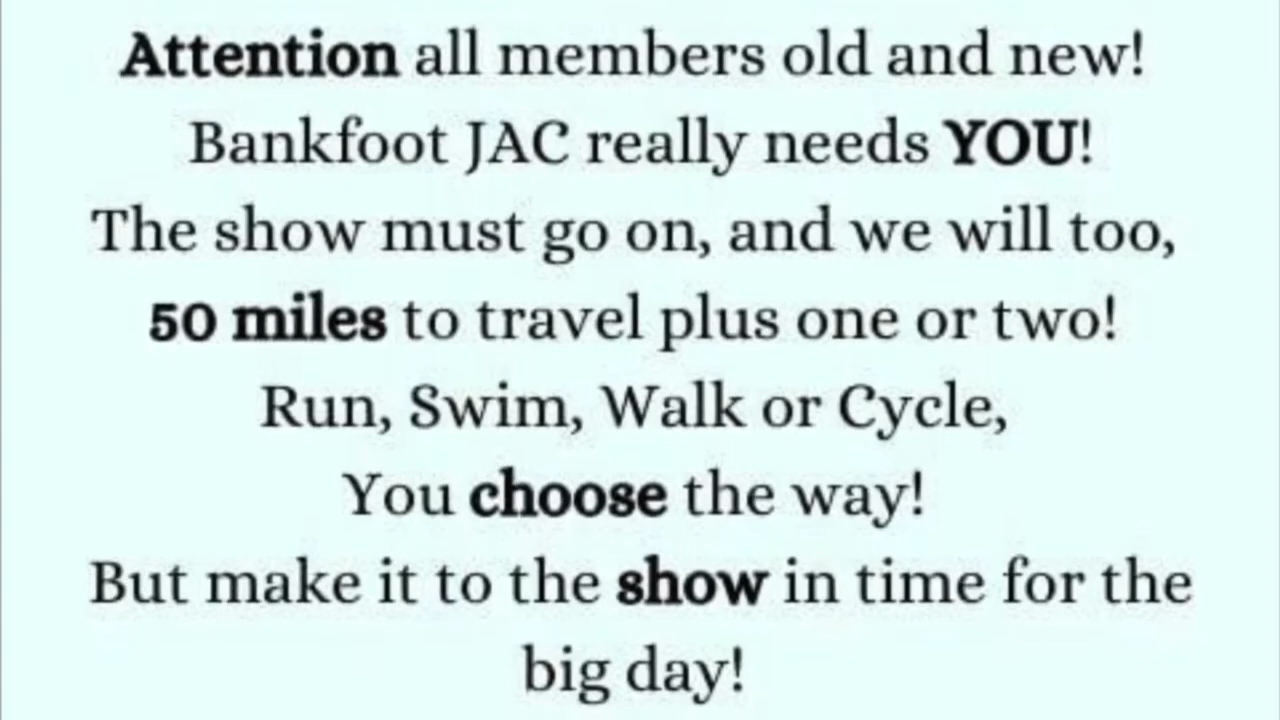 Attention all members old and new!
Bankfoot JAC really needs YOU!
The show must go on, and we will too,
50 miles to travel plus one or two!
Run, Swim, Walk or Cycle,
You choose the way!
But make it to the show in time for the
big day!